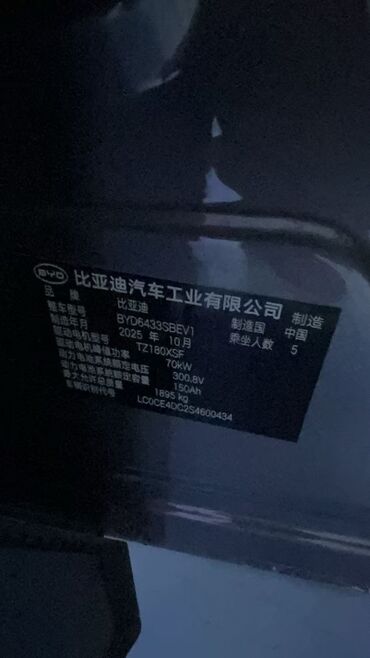 BYD 比亚迪汽车工业有限公司 制造
品牌 比亚迪 制造国 中国
整车型号 BYD6433SBEV1 乘坐人数 5
制造年月 2025 年 10 月
驱动电机型号 TZ180XSF
驱动电机峰值功率 70kW
动力电池系统额定电压 300.8V
动力电池系统额定容量 150Ah
最大允许总质量 1895 kg
车辆识别代号 LC0CE4DC2S4600434